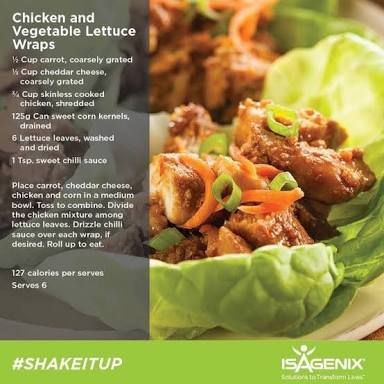 Chicken and
Vegetable Lettuce
Wraps
½ Cup carrot, coarsely grated
½ Cup cheddar cheese,
coarsely grated
¾ Cup skinless cooked
chicken, shredded
125g Can sweet corn kernels,
drained
6 Lettuce leaves, washed
and dried
1 Tsp. sweet chilli sauce
Place carrot, cheddar cheese,
chicken and corn in a medium
bowl. Toss to combine. Divide
the chicken mixture among
lettuce leaves. Drizzle chilli
sauce over each wrap, if
desired. Roll up to eat.
127 calories per serves
Serves 6
#SHAKEITUP
ISAGENIX
Solutions to Transform Lives™